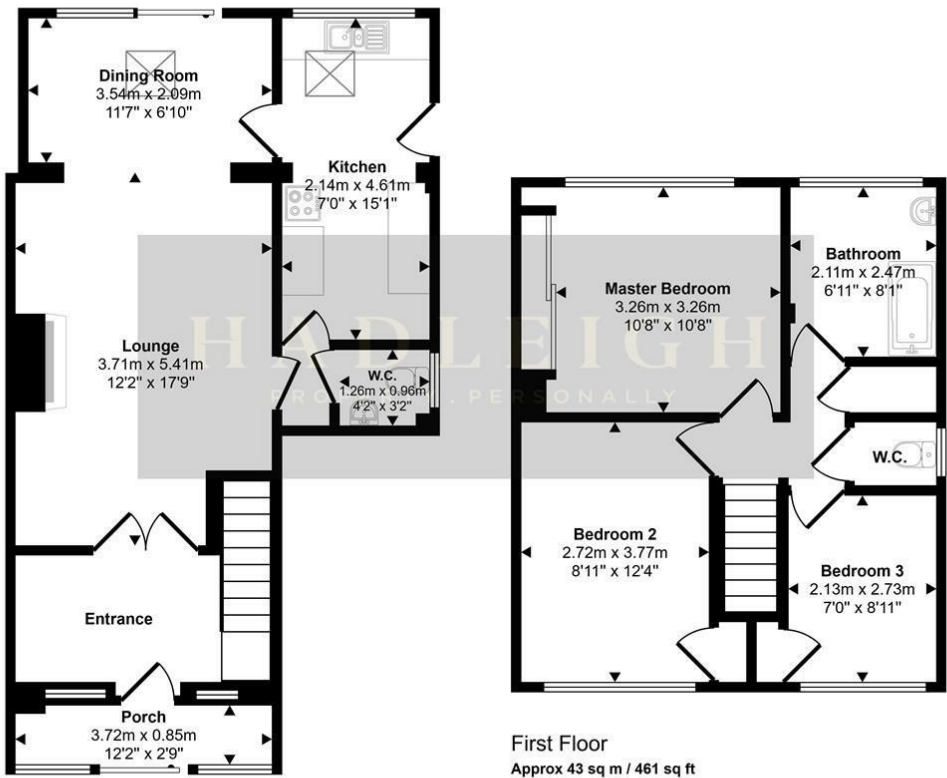 Dining Room
3.54m x 2.09m
11'7" x 6'10"
Kitchen
2.14m x 4.61m
7'0" x 15'1"
Lounge
3.71m x 5.41m
12'2" x 17'9"
W.C.
1.26m x 0.96m
4'2" x 3'2"
Entrance
Porch
3.72m x 0.85m
12'2" x 2'9"
Master Bedroom
3.26m x 3.26m
10'8" x 10'8"
Bathroom
2.11m x 2.47m
6'11" x 8'1"
W.C.
Bedroom 2
2.72m x 3.77m
8'11" x 12'4"
Bedroom 3
2.13m x 2.73m
7'0" x 8'11"
HADLEIGH
PERSONALLY
First Floor
Approx 43 sq m / 461 sq ft